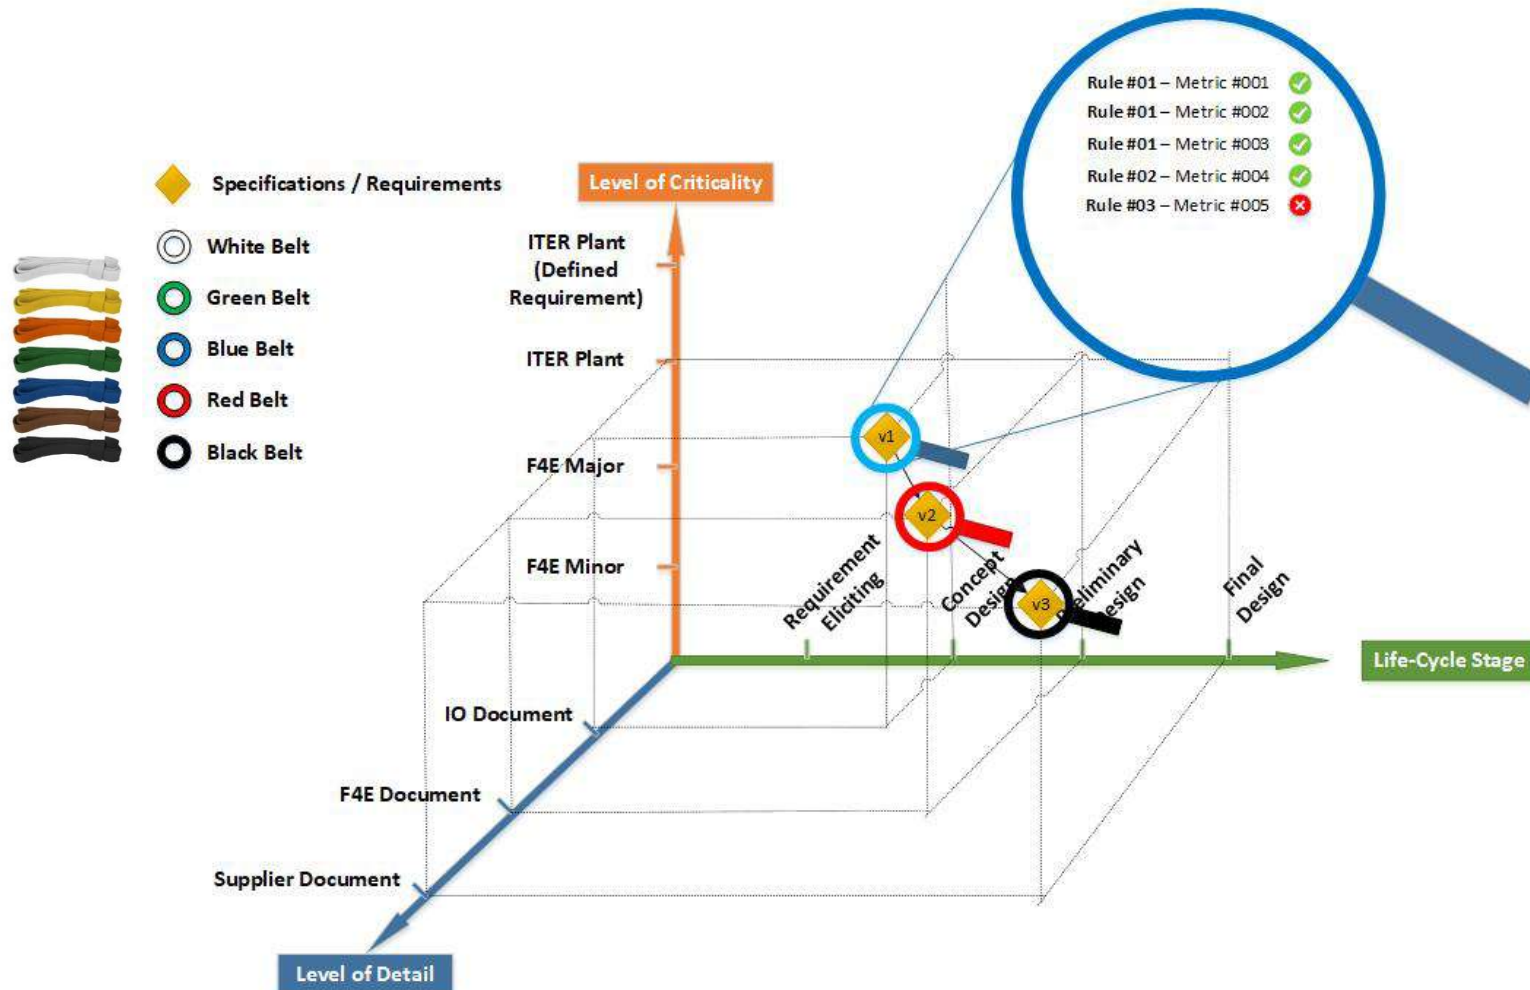 Rule #01 – Metric #001
Rule #01 – Metric #002
Rule #01 – Metric #003
Rule #02 – Metric #004
Rule #03 – Metric #005
Specifications / Requirements
White Belt
Green Belt
Blue Belt
Red Belt
Black Belt
Level of Criticality
ITER Plant
(Defined
Requirement)
ITER Plant
F4E Major
F4E Minor
v1
v2
v3
Requirement
Eliciting
Concept
Design
Preliminary
Design
Final
Design
Life-Cycle Stage
IO Document
F4E Document
Supplier Document
Level of Detail